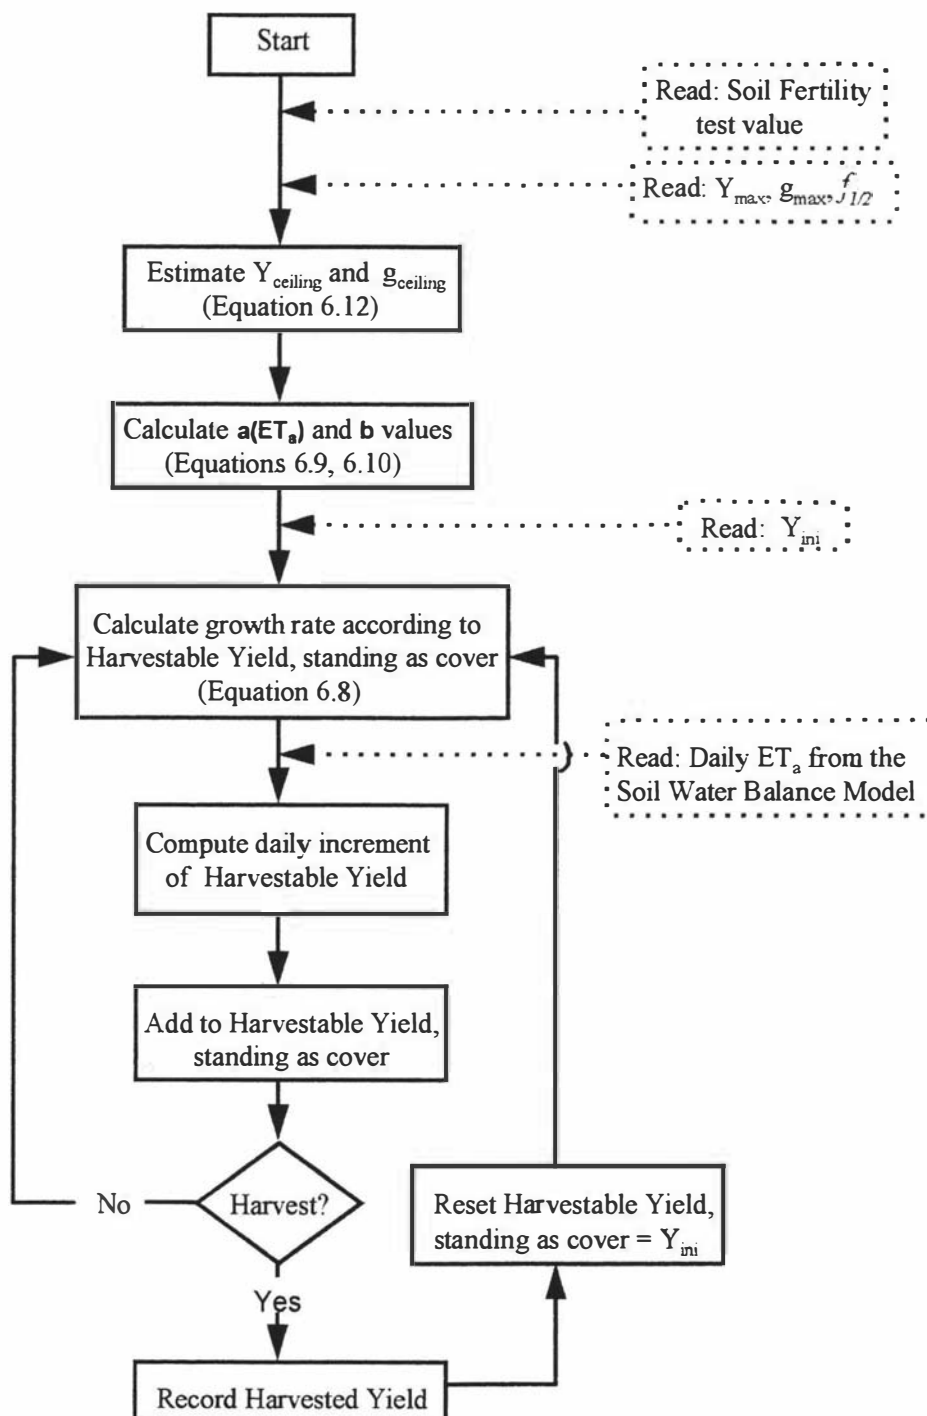 Start
Read: Soil Fertility
test value
Read: Y_max, g_max, f_1/2
Estimate Y_ceiling and g_ceiling
(Equation 6.12)
Calculate a(ET_a) and b values
(Equations 6.9, 6.10)
Read: Y_ini
Calculate growth rate according to
Harvestable Yield, standing as cover
(Equation 6.8)
Read: Daily ET_a from the
Soil Water Balance Model
Compute daily increment
of Harvestable Yield
Add to Harvestable Yield,
standing as cover
No
Harvest?
Reset Harvestable Yield,
standing as cover = Y_ini
Yes
Record Harvested Yield